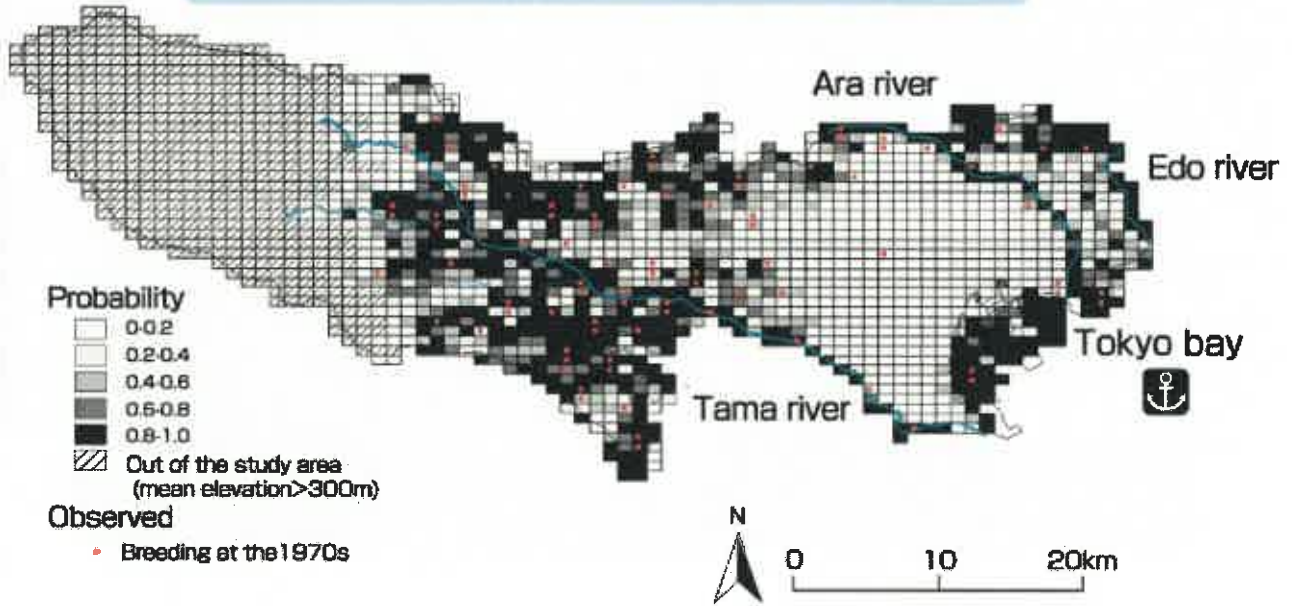 Ara river
Edo river
Probability
0-0.2
0.2-0.4
0.4-0.6
0.5-0.8
0.8-1.0
Out of the study area
(mean elevation>300m)
Observed
Breeding at the1970s
Tokyo bay
Tama river
N
0 10 20km